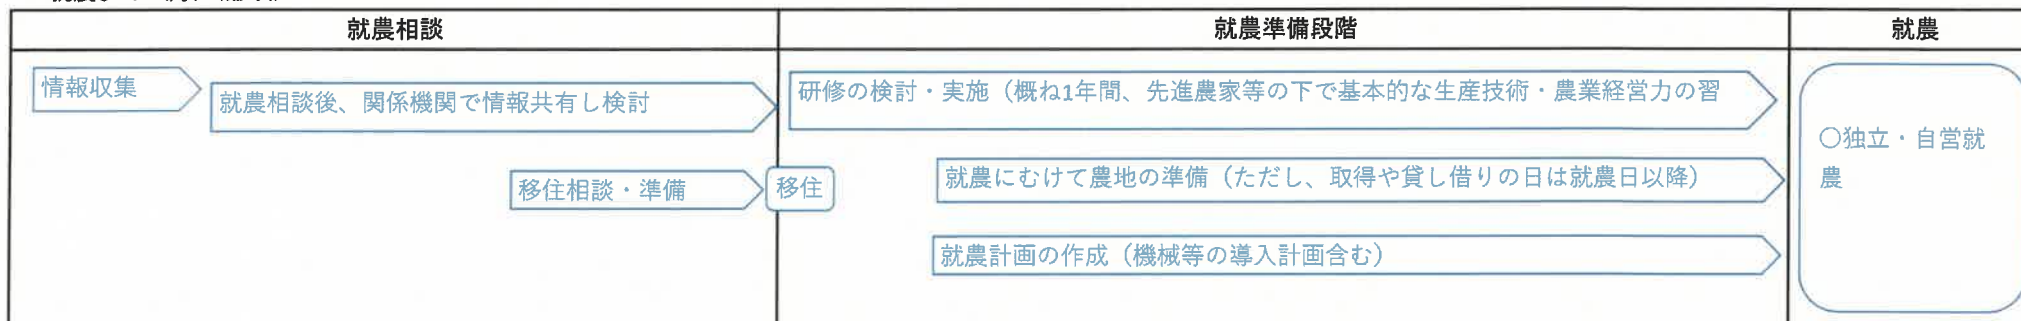 就農相談
就農準備段階
就農
情報収集
就農相談後、関係機関で情報共有し検討
移住相談・準備
移住
研修の検討・実施（概ね1年間、先進農家等の下で基本的な生産技術・農業経営力の習
就農にむけて農地の準備（ただし、取得や貸し借りの日は就農日以降）
就農計画の作成（機械等の導入計画含む）
〇独立・自営就
農